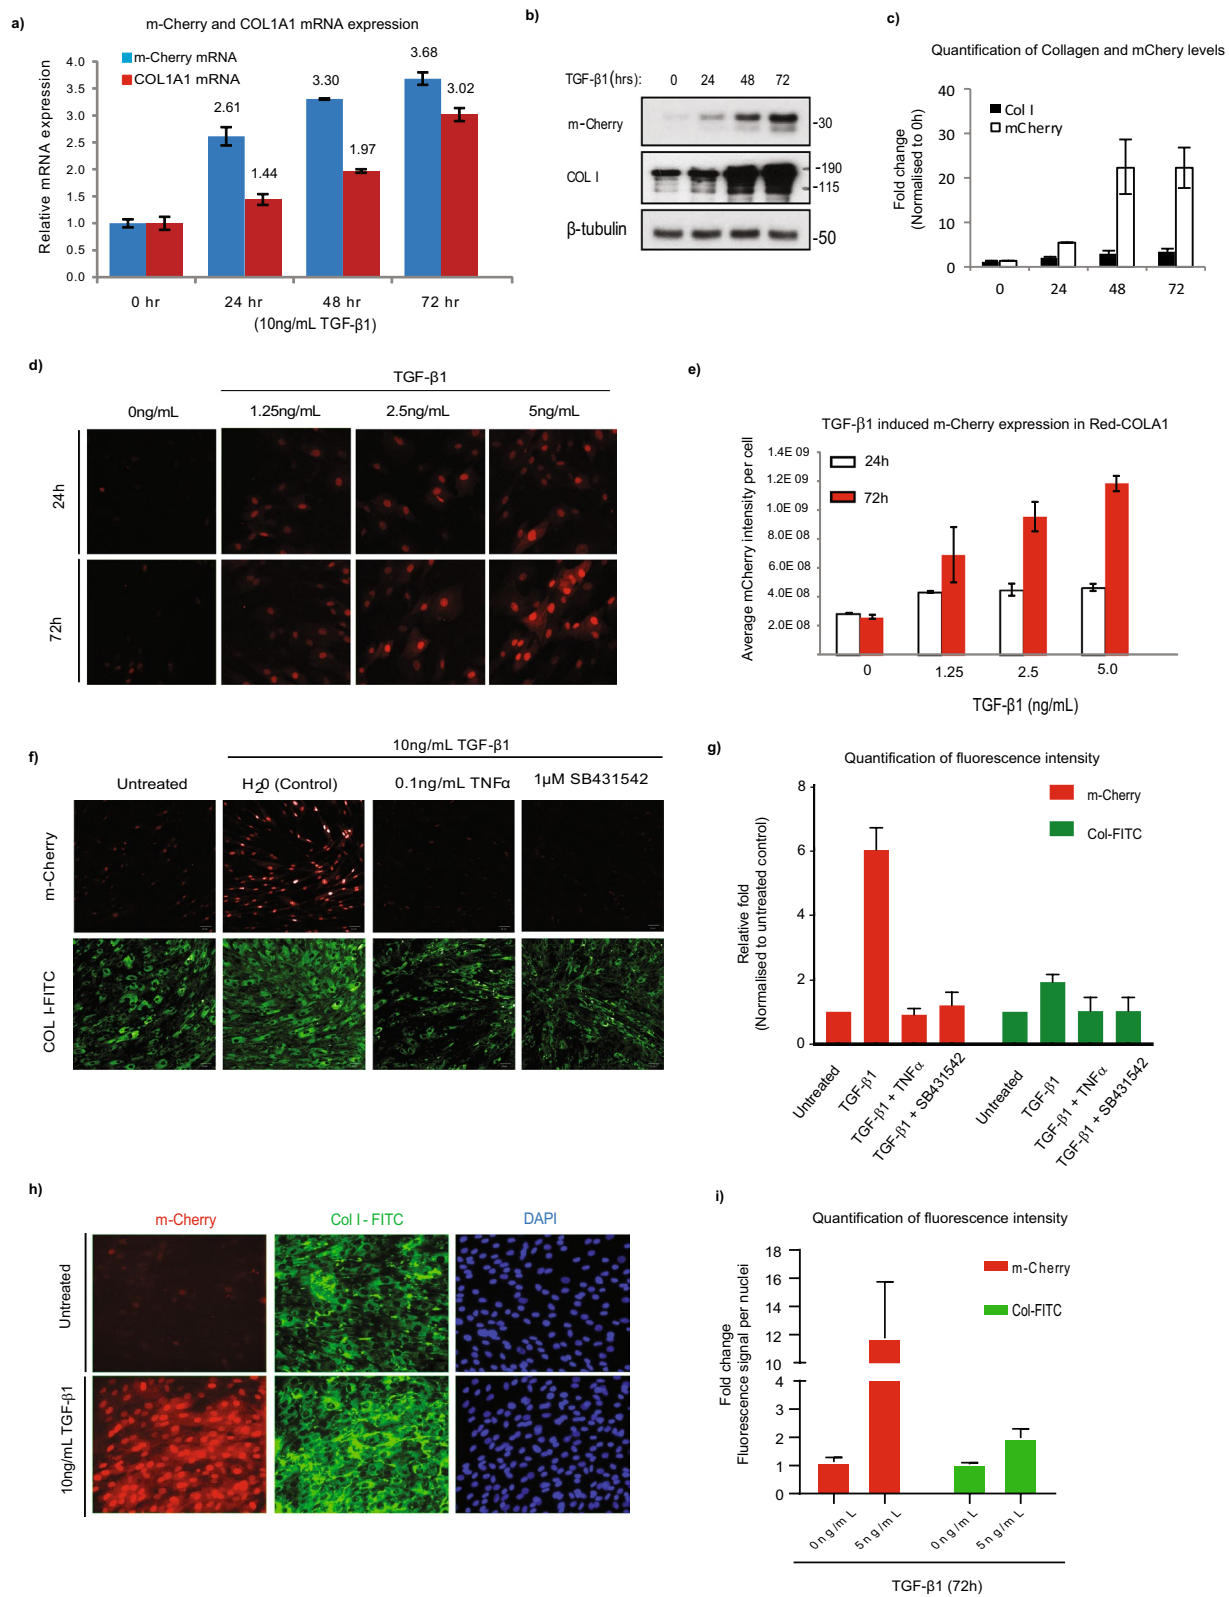 a)
m-Cherry and COL1A1 mRNA expression
m-Cherry mRNA
COL1A1 mRNA
Relative mRNA expression
4.0
3.5
3.0
2.5
2.0
1.5
1.0
0.5
0.0
2.61
1.44
3.30
1.97
3.68
3.02
0 hr
24 hr
48 hr
72 hr
(10ng/mL TGF-β1)
b)
TGF-β1(hrs): 0 24 48 72
m-Cherry
-30
COL I
-190
-115
β-tubulin
-50
c)
Quantification of Collagen and mChery levels
Col I
mCherry
Fold change
(Normalised to 0h)
40
30
20
10
0
0 24 48 72
d)
TGF-β1
0ng/mL 1.25ng/mL 2.5ng/mL 5ng/mL
24h
72h
e)
TGF-β1 induced m-Cherry expression in Red-COLA1
24h
72h
Average mCherry intensity per cell
1.4E 09
1.2E 09
1.0E 09
8.0E 08
6.0E 08
4.0E 08
2.0E 08
0 1.25 2.5 5.0
TGF-β1 (ng/mL)
f)
10ng/mL TGF-β1
Untreated H20 (Control) 0.1ng/mL TNFα 1μM SB431542
m-Cherry
COL I-FITC
g)
Quantification of fluorescence intensity
m-Cherry
Col-FITC
Relative fold
(Normalised to untreated control)
8
6
4
2
0
Untreated
TGF-β1
TGF-β1 + TNFα
TGF-β1 + SB431542
Untreated
TGF-β1
TGF-β1 + TNFα
TGF-β1 + SB431542
h)
m-Cherry Col I - FITC DAPI
Untreated
10ng/mL TGF-β1
i)
Quantification of fluorescence intensity
m-Cherry
Col-FITC
Fold change
Fluorescence signal per nuclei
18
16
14
12
10
4
3
2
1
0
0 ng/mL
5 ng/mL
0 ng/mL
5 ng/mL
TGF-β1 (72h)